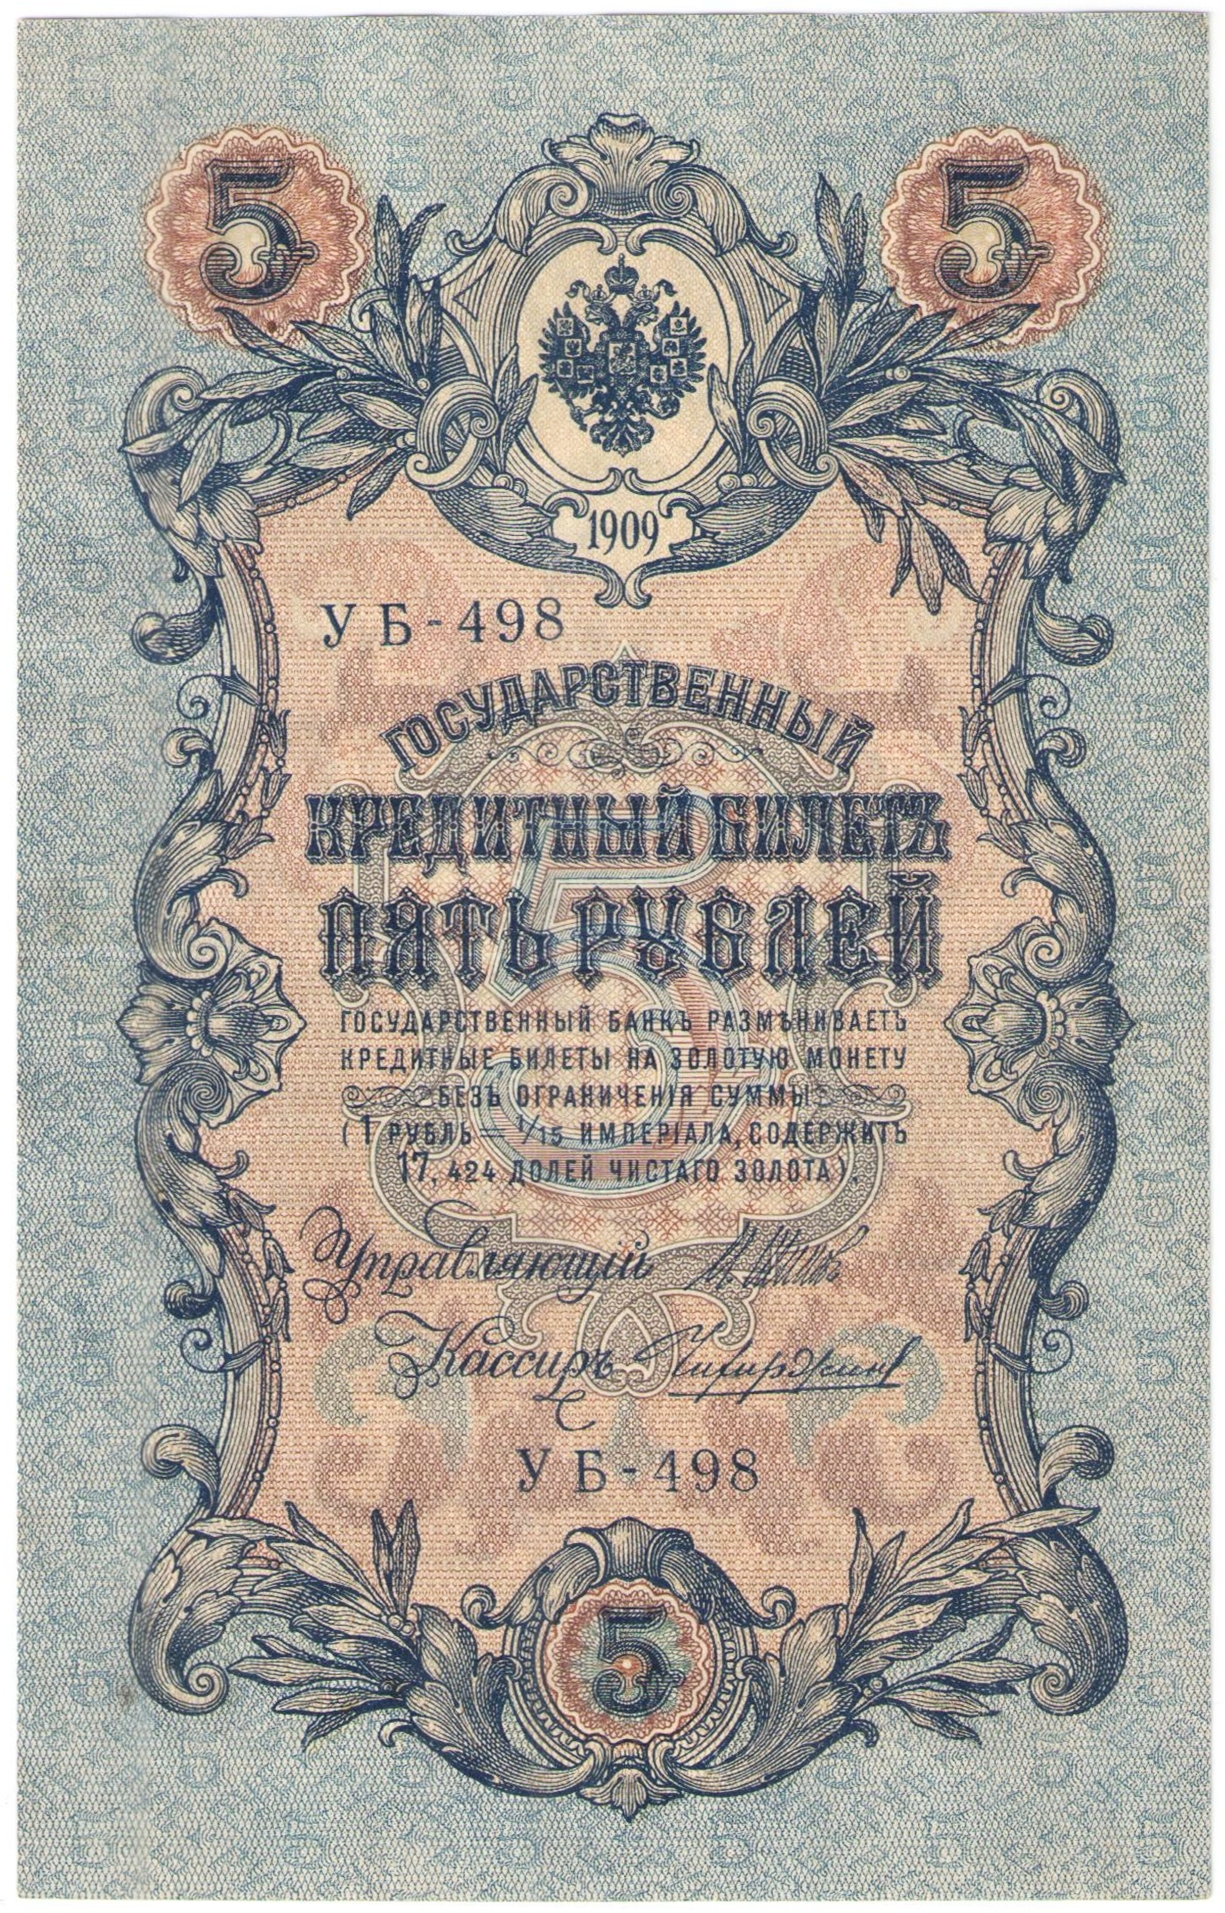 5 5
1909
УБ-498
ГОСУДАРСТВЕННЫЙ
КРЕДИТНЫЙ БИЛЕТЪ
ПЯТЬ РУБЛЕЙ
5
ГОСУДАРСТВЕННЫЙ БАНКЪ РАЗМѢНИВАЕТЪ
КРЕДИТНЫЕ БИЛЕТЫ НА ЗОЛОТУЮ МОНЕТУ
БЕЗЪ ОГРАНИЧЕНІЯ СУММЫ
(1 РУБЛЬ = 1/15 ИМПЕРІАЛА, СОДЕРЖИТЪ
17,424 ДОЛЕЙ ЧИСТАГО ЗОЛОТА).
Управляющій
Кассиръ
УБ-498
5